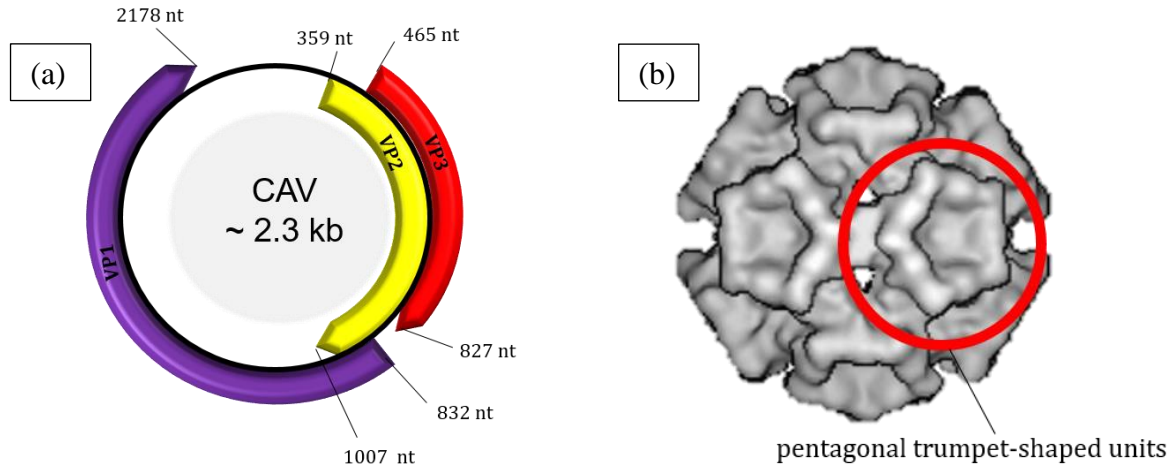 (a)
2178 nt
359 nt
465 nt
VP2
VP3
CAV
~ 2.3 kb
VP1
827 nt
832 nt
1007 nt
(b)
pentagonal trumpet-shaped units